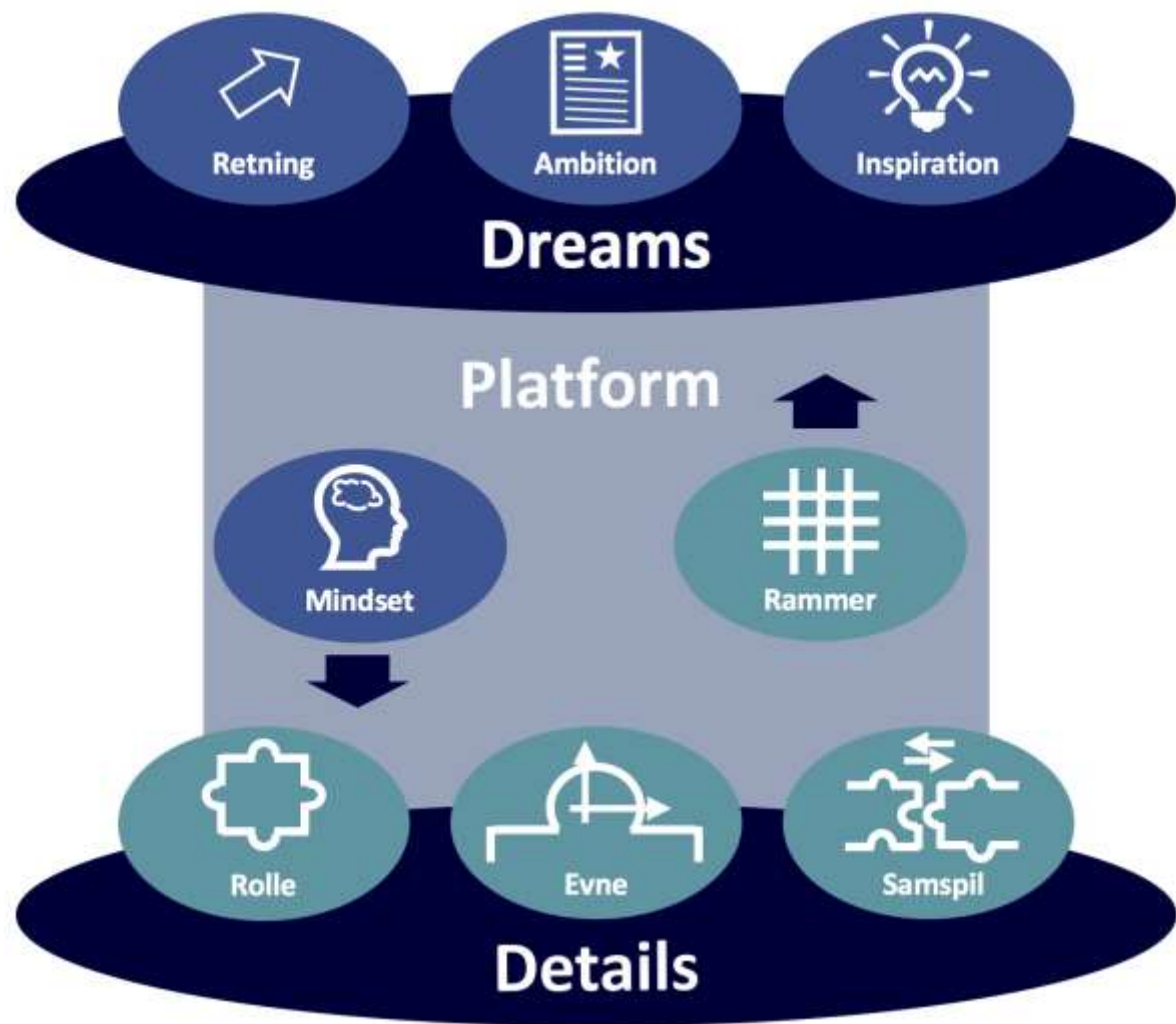 Retning
Ambition
Inspiration
Dreams
Platform
Mindset
Rammer
Rolle
Evne
Samspil
Details